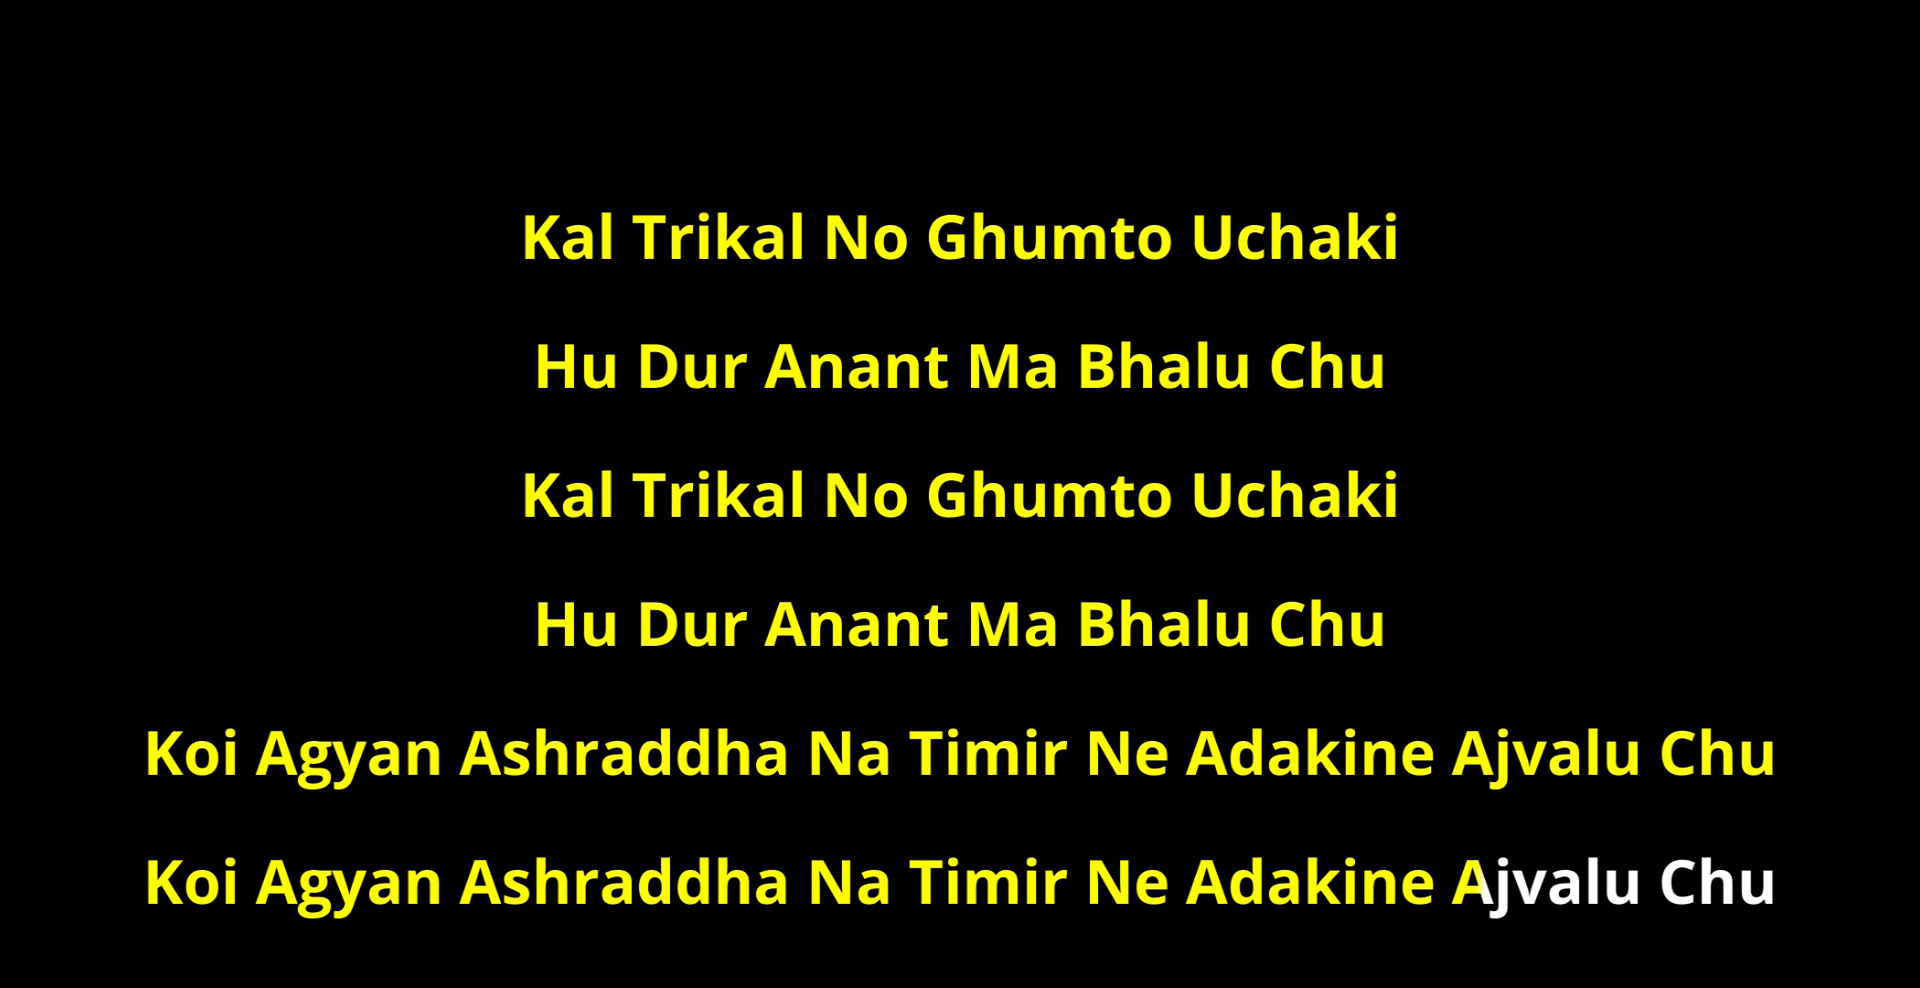 Kal Trikal No Ghumto Uchaki
Hu Dur Anant Ma Bhalu Chu
Kal Trikal No Ghumto Uchaki
Hu Dur Anant Ma Bhalu Chu
Koi Agyan Ashraddha Na Timir Ne Adakine Ajvalu Chu
Koi Agyan Ashraddha Na Timir Ne Adakine Ajvalu Chu